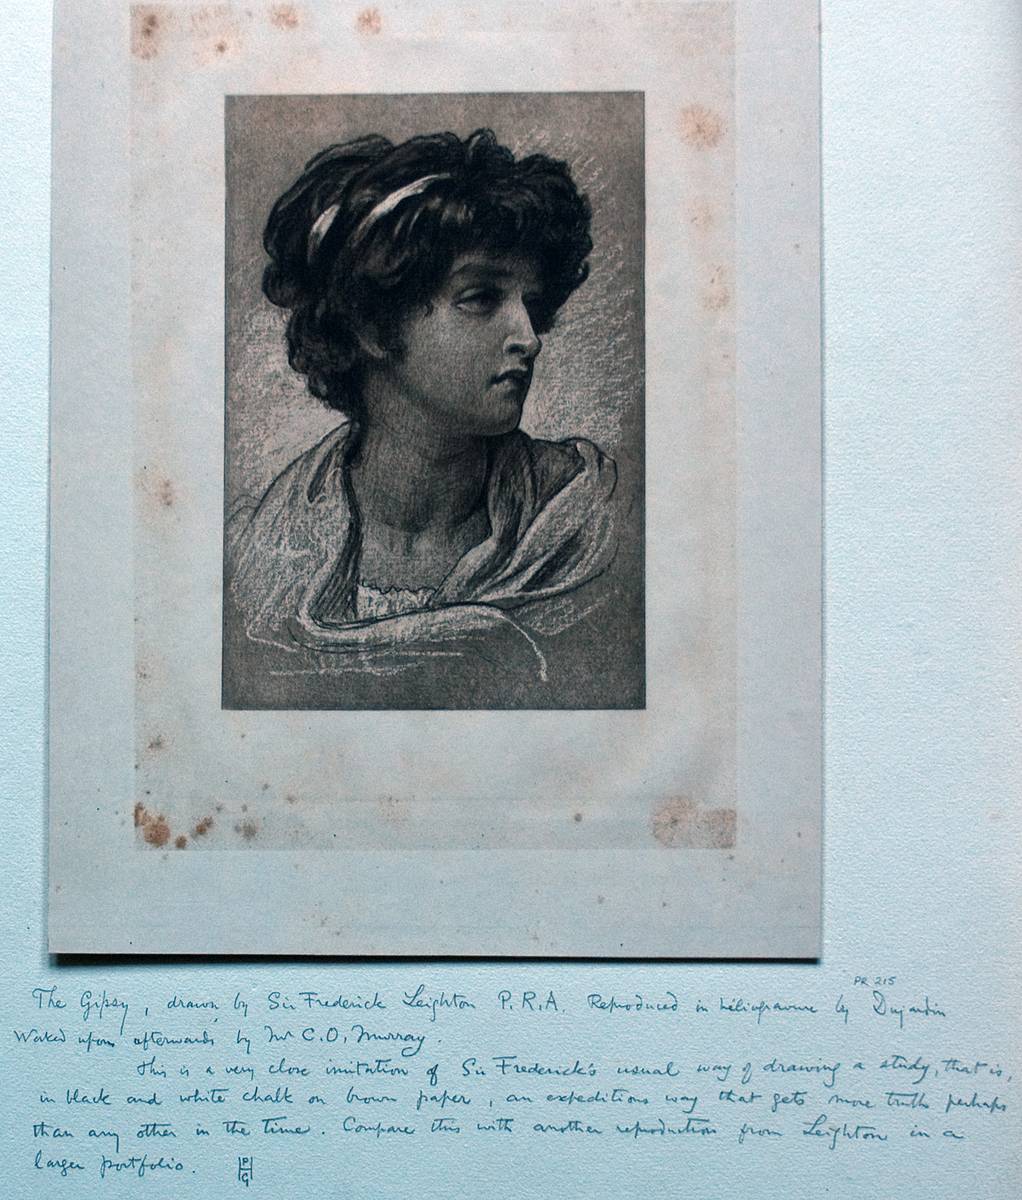 PR 215
The Gipsy, drawn by Sir Frederick Leighton P.R.A. Reproduced in héliogravure by Dujardin
Worked upon afterwards by Mr C.O. Murray.
This is a very close imitation of Sir Frederick's usual way of drawing a study, that is,
in black and white chalk on brown paper, an expeditious way that gets more truth perhaps
than any other in the time. Compare this with another reproduction from Leighton in a
larger portfolio.